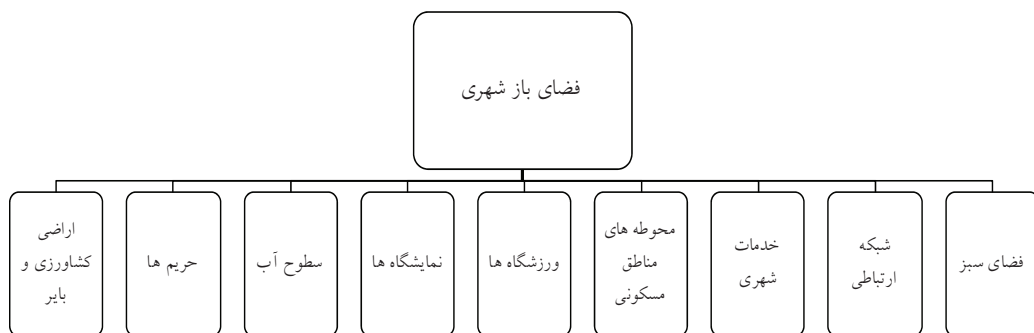 فضای باز شهری
فضای سبز
شبکه
ارتباطی
خدمات
شهری
محوطه های
مناطق
مسکونی
ورزشگاه ها
نمایشگاه ها
سطوح آب
حریم ها
اراضی
کشاورزی و
بایر